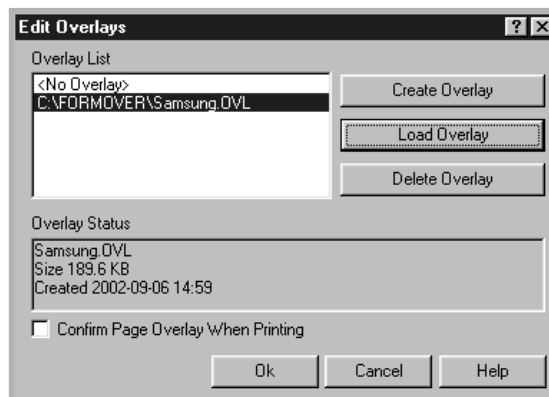 Edit Overlays
Overlay List
<No Overlay>
C:\FORMOVER\Samsung.OVL
Create Overlay
Load Overlay
Delete Overlay
Overlay Status
Samsung.OVL
Size 189.6 KB
Created 2002-09-06 14:59
Confirm Page Overlay When Printing
Ok Cancel Help